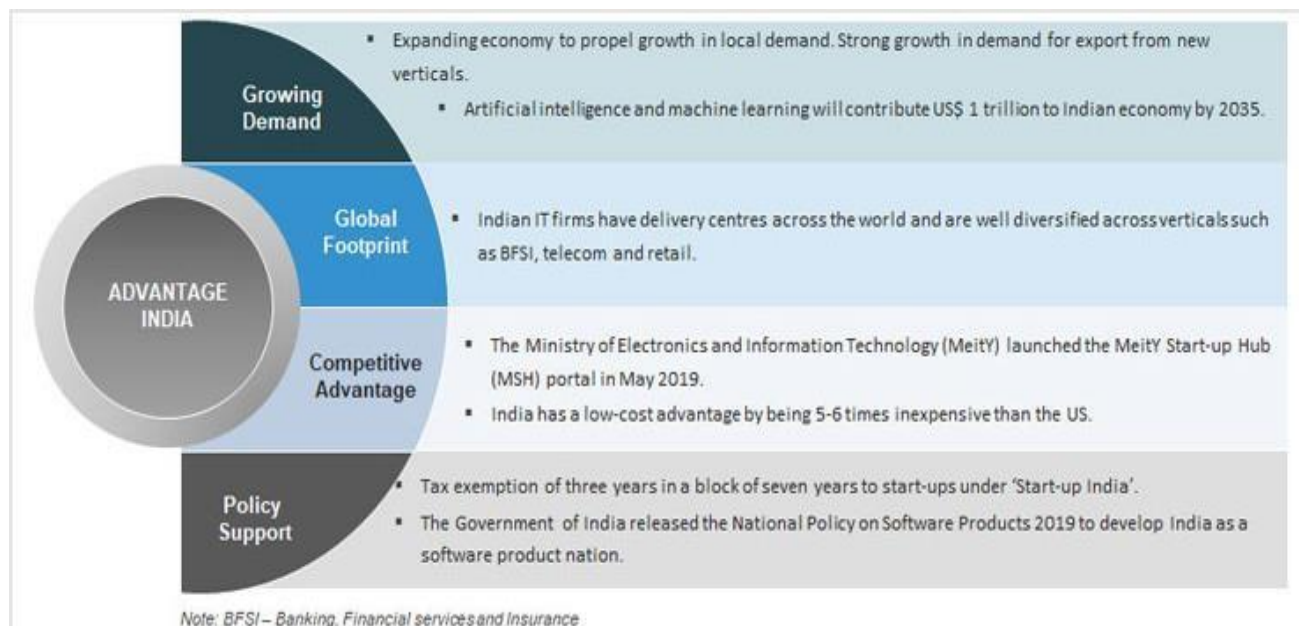 Growing
Demand
▪ Expanding economy to propel growth in local demand. Strong growth in demand for export from new
verticals.
▪ Artificial intelligence and machine learning will contribute US$ 1 trillion to Indian economy by 2035.
Global
Footprint
▪ Indian IT firms have delivery centres across the world and are well diversified across verticals such
as BFSI, telecom and retail.
ADVANTAGE
INDIA
Competitive
Advantage
▪ The Ministry of Electronics and Information Technology (MeitY) launched the MeitY Start-up Hub
(MSH) portal in May 2019.
▪ India has a low-cost advantage by being 5-6 times inexpensive than the US.
Policy
Support
▪ Tax exemption of three years in a block of seven years to start-ups under ‘Start-up India’.
▪ The Government of India released the National Policy on Software Products 2019 to develop India as a
software product nation.
Note: BFSI – Banking, Financial services and Insurance